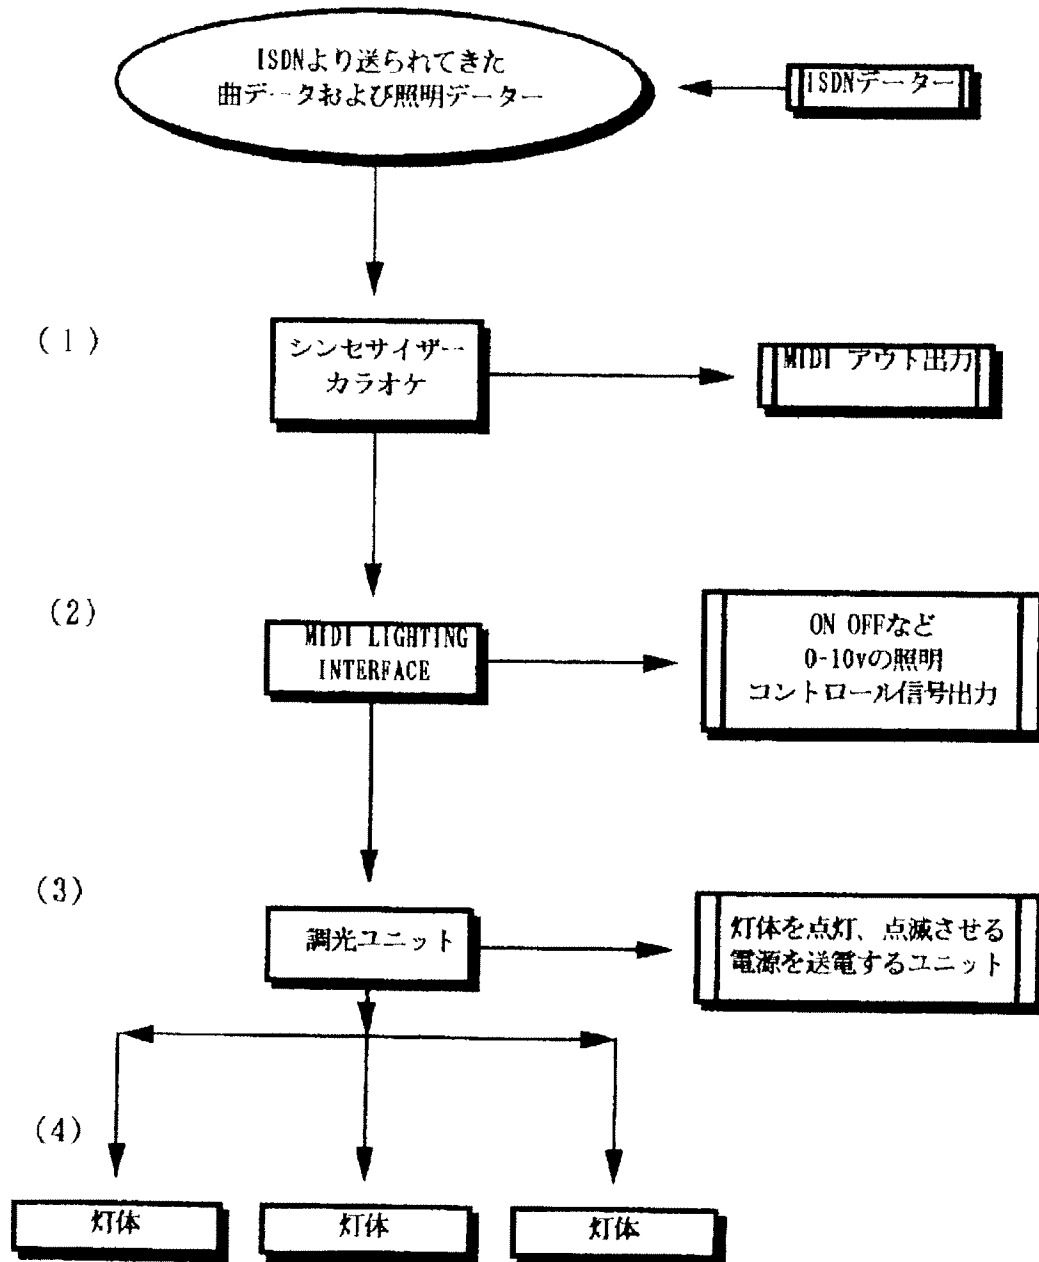 ISDNより送られてきた
曲データおよび照明データー
ISDNデーター
(1)
シンセサイザー
カラオケ
MIDI アウト出力
(2)
MIDI LIGHTING
INTERFACE
ON OFFなど
0-10vの照明
コントロール信号出力
(3)
調光ユニット
灯体を点灯、点滅させる
電源を送電するユニット
(4)
灯体
灯体
灯体